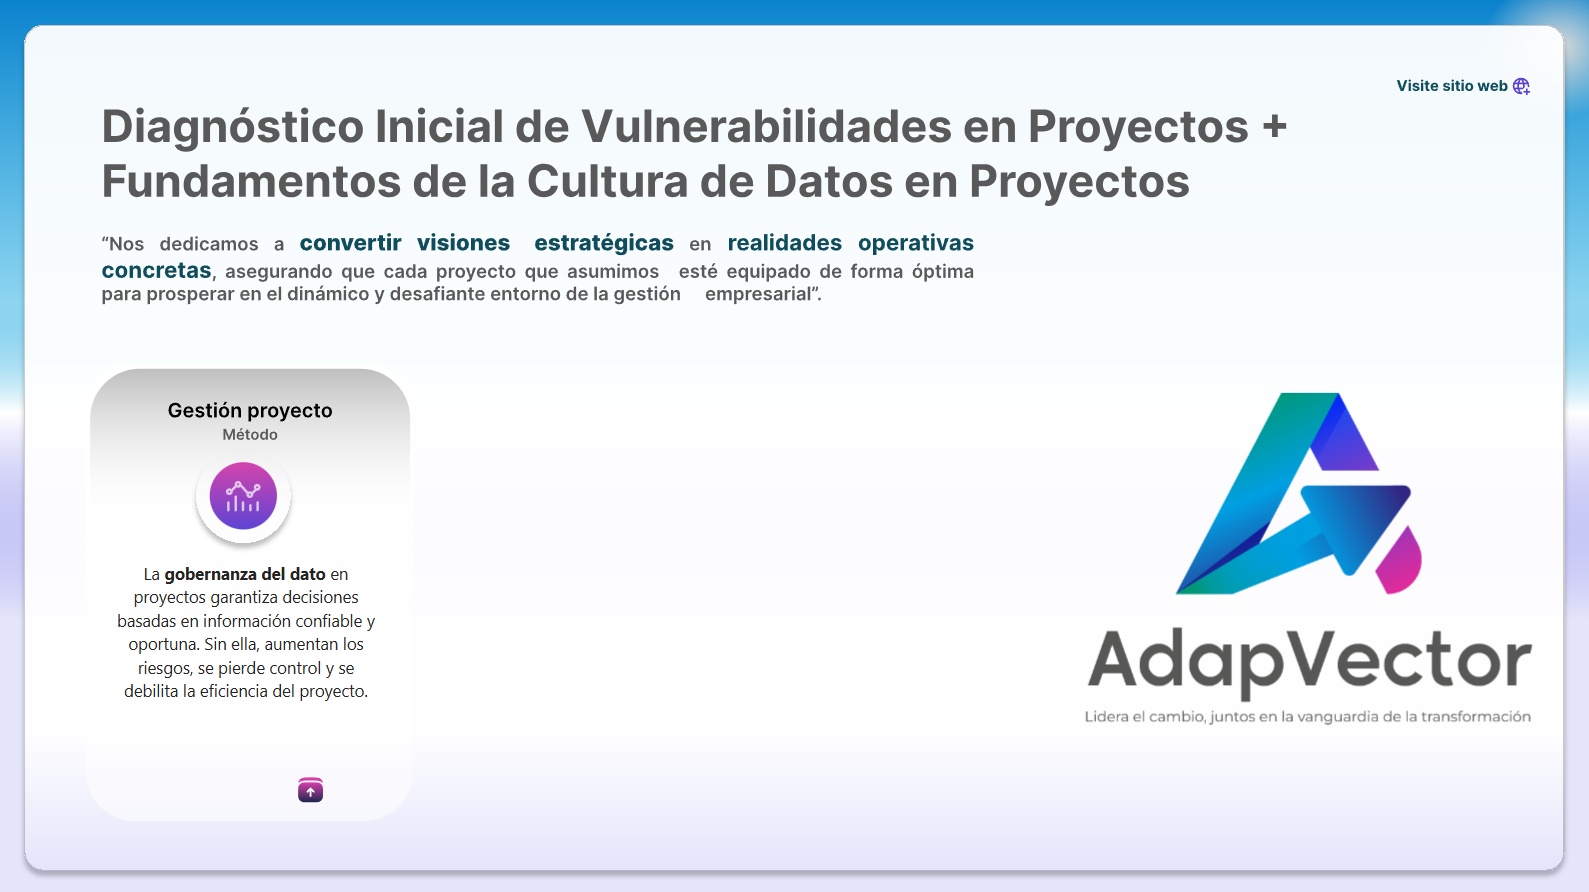 Visite sitio web
Diagnóstico Inicial de Vulnerabilidades en Proyectos +
Fundamentos de la Cultura de Datos en Proyectos
“Nos dedicamos a convertir visiones estratégicas en realidades operativas
concretas, asegurando que cada proyecto que asumimos esté equipado de forma óptima
para prosperar en el dinámico y desafiante entorno de la gestión empresarial”.
Gestión proyecto
Método
La gobernanza del dato en
proyectos garantiza decisiones
basadas en información confiable y
oportuna. Sin ella, aumentan los
riesgos, se pierde control y se
debilita la eficiencia del proyecto.
AdapVector
Lidera el cambio, juntos en la vanguardia de la transformación